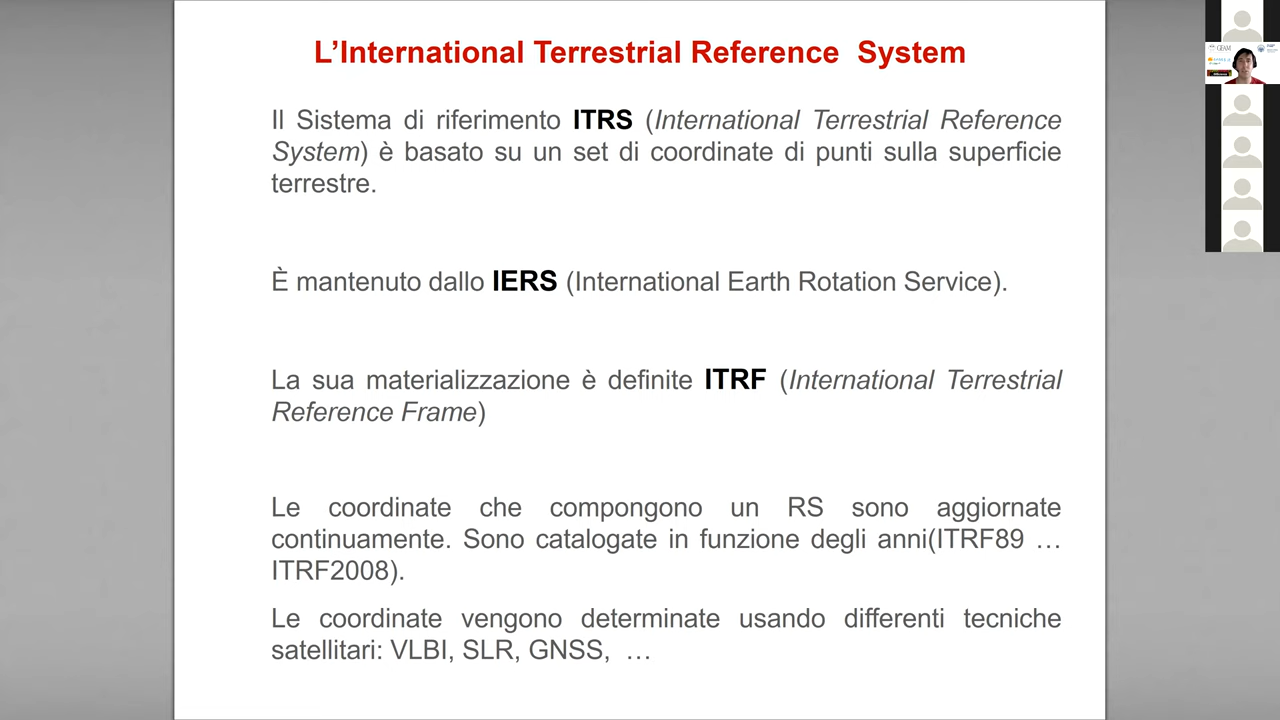 L’International Terrestrial Reference System
Il Sistema di riferimento ITRS (International Terrestrial Reference
System) è basato su un set di coordinate di punti sulla superficie
terrestre.
È mantenuto dallo IERS (International Earth Rotation Service).
La sua materializzazione è definite ITRF (International Terrestrial
Reference Frame)
Le coordinate che compongono un RS sono aggiornate
continuamente. Sono catalogate in funzione degli anni(ITRF89 …
ITRF2008).
Le coordinate vengono determinate usando differenti tecniche
satellitari: VLBI, SLR, GNSS, …
GEAM